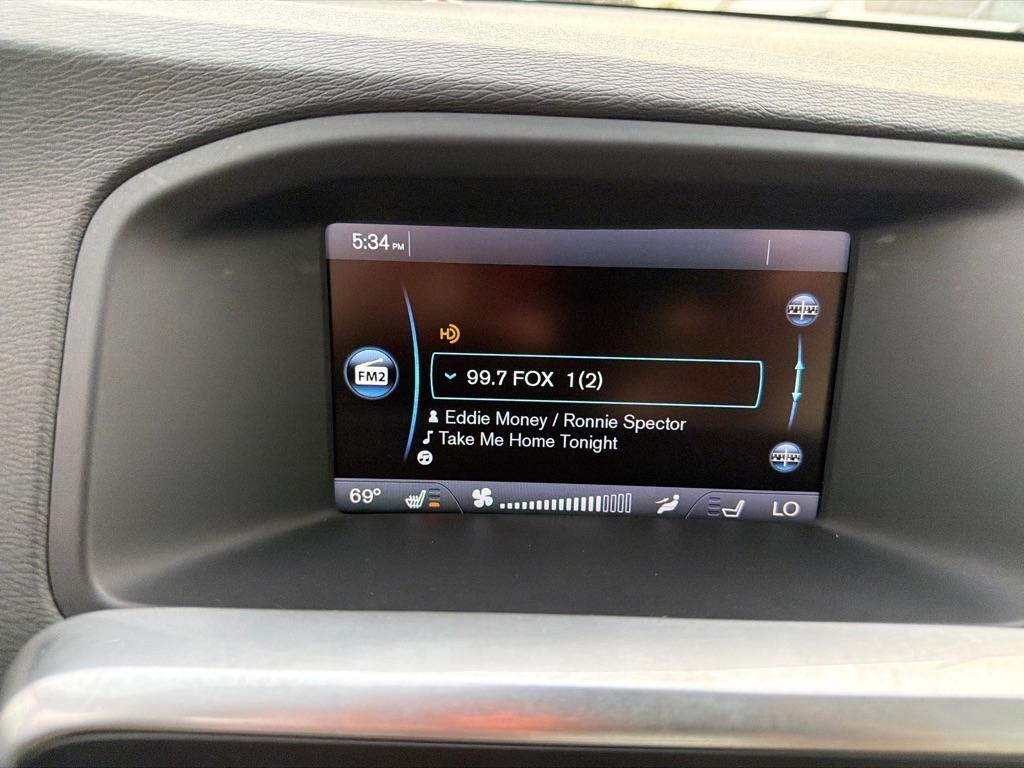 5:34 PM
HD
FM2
99.7 FOX 1(2)
Eddie Money / Ronnie Spector
Take Me Home Tonight
69° LO